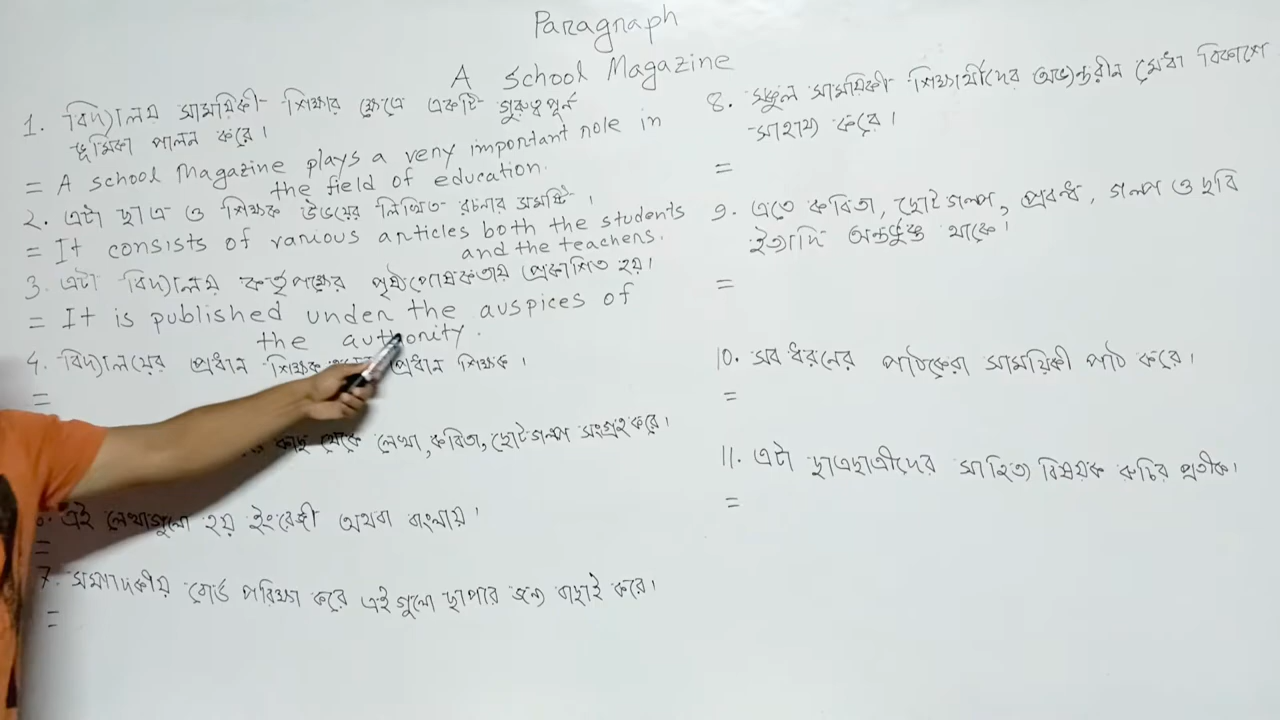 Paragraph
A School Magazine
1. বিদ্যালয় সাময়িকী শিক্ষার ক্ষেত্রে একটি গুরুত্বপূর্ন
ভূমিকা পালন করে।
= A school Magazine plays a very important role in
the field of education.
2. এটা ছাত্র ও শিক্ষক উভয়ের লিখিত রচনার সমষ্টি।
= It consists of various articles both the students
and the teachers.
3. এটা বিদ্যালয় কর্তৃপক্ষের পৃষ্ঠপোষকতায় প্রকাশিত হয়।
= It is published under the auspices of
the authority.
4. বিদ্যালয়ের প্রধান শিক্ষক প্রধান শিক্ষক।
=
কাছ থেকে লেখা, কবিতা, ছোটগল্প সংগ্রহ করে।
6. এই লেখাগুলো হয় ইংরেজী অথবা বাংলায়।
=
7. সম্পাদকীয় বোর্ড পরিক্ষা করে এইগুলো ছাপার জন্য বাছাই করে।
=
8. স্কুল সাময়িকী শিক্ষার্থীদের অভ্যন্তরীন মেধা বিকাশে
সাহায্য করে।
=
9. এতে কবিতা, ছোটগল্প, প্রবন্ধ, গল্প ও ছবি
ইত্যাদি অন্তর্ভুক্ত থাকে।
=
10. সব ধরনের পাঠকেরা সাময়িকী পাঠ করে।
=
11. এটা ছাত্রছাত্রীদের সাহিত্য বিষয়ক রুচির প্রতীক।
=